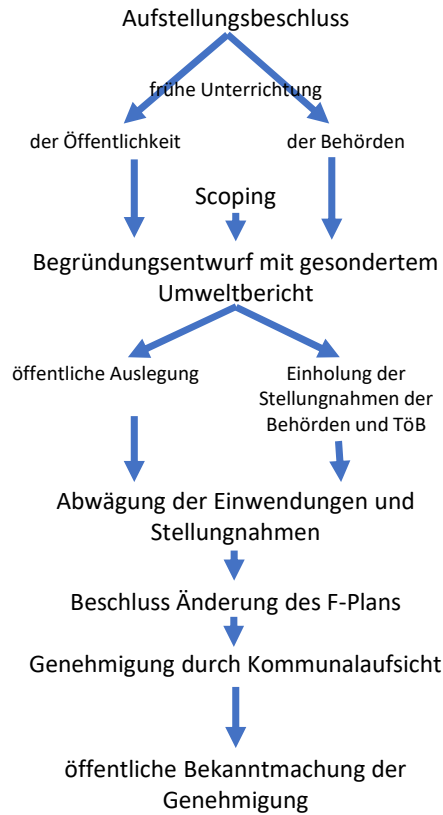 Aufstellungsbeschluss
frühe Unterrichtung
der Öffentlichkeit
der Behörden
Scoping
Begründungsentwurf mit gesondertem
Umweltbericht
öffentliche Auslegung
Einholung der
Stellungnahmen der
Behörden und TöB
Abwägung der Einwendungen und
Stellungnahmen
Beschluss Änderung des F-Plans
Genehmigung durch Kommunalaufsicht
öffentliche Bekanntmachung der
Genehmigung